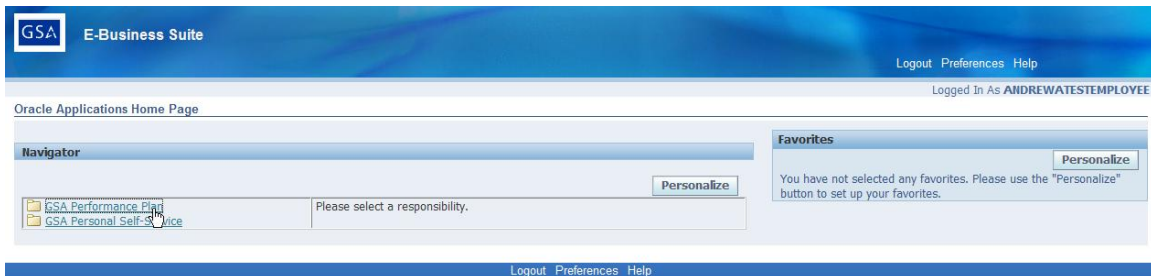 GSA E-Business Suite
Logout Preferences Help
Logged In As ANDREWATESTEMPLOYEE
Oracle Applications Home Page
Navigator
Personalize
GSA Performance Plan
GSA Personal Self-Service
Please select a responsibility.
Favorites
Personalize
You have not selected any favorites. Please use the "Personalize"
button to set up your favorites.
Logout Preferences Help